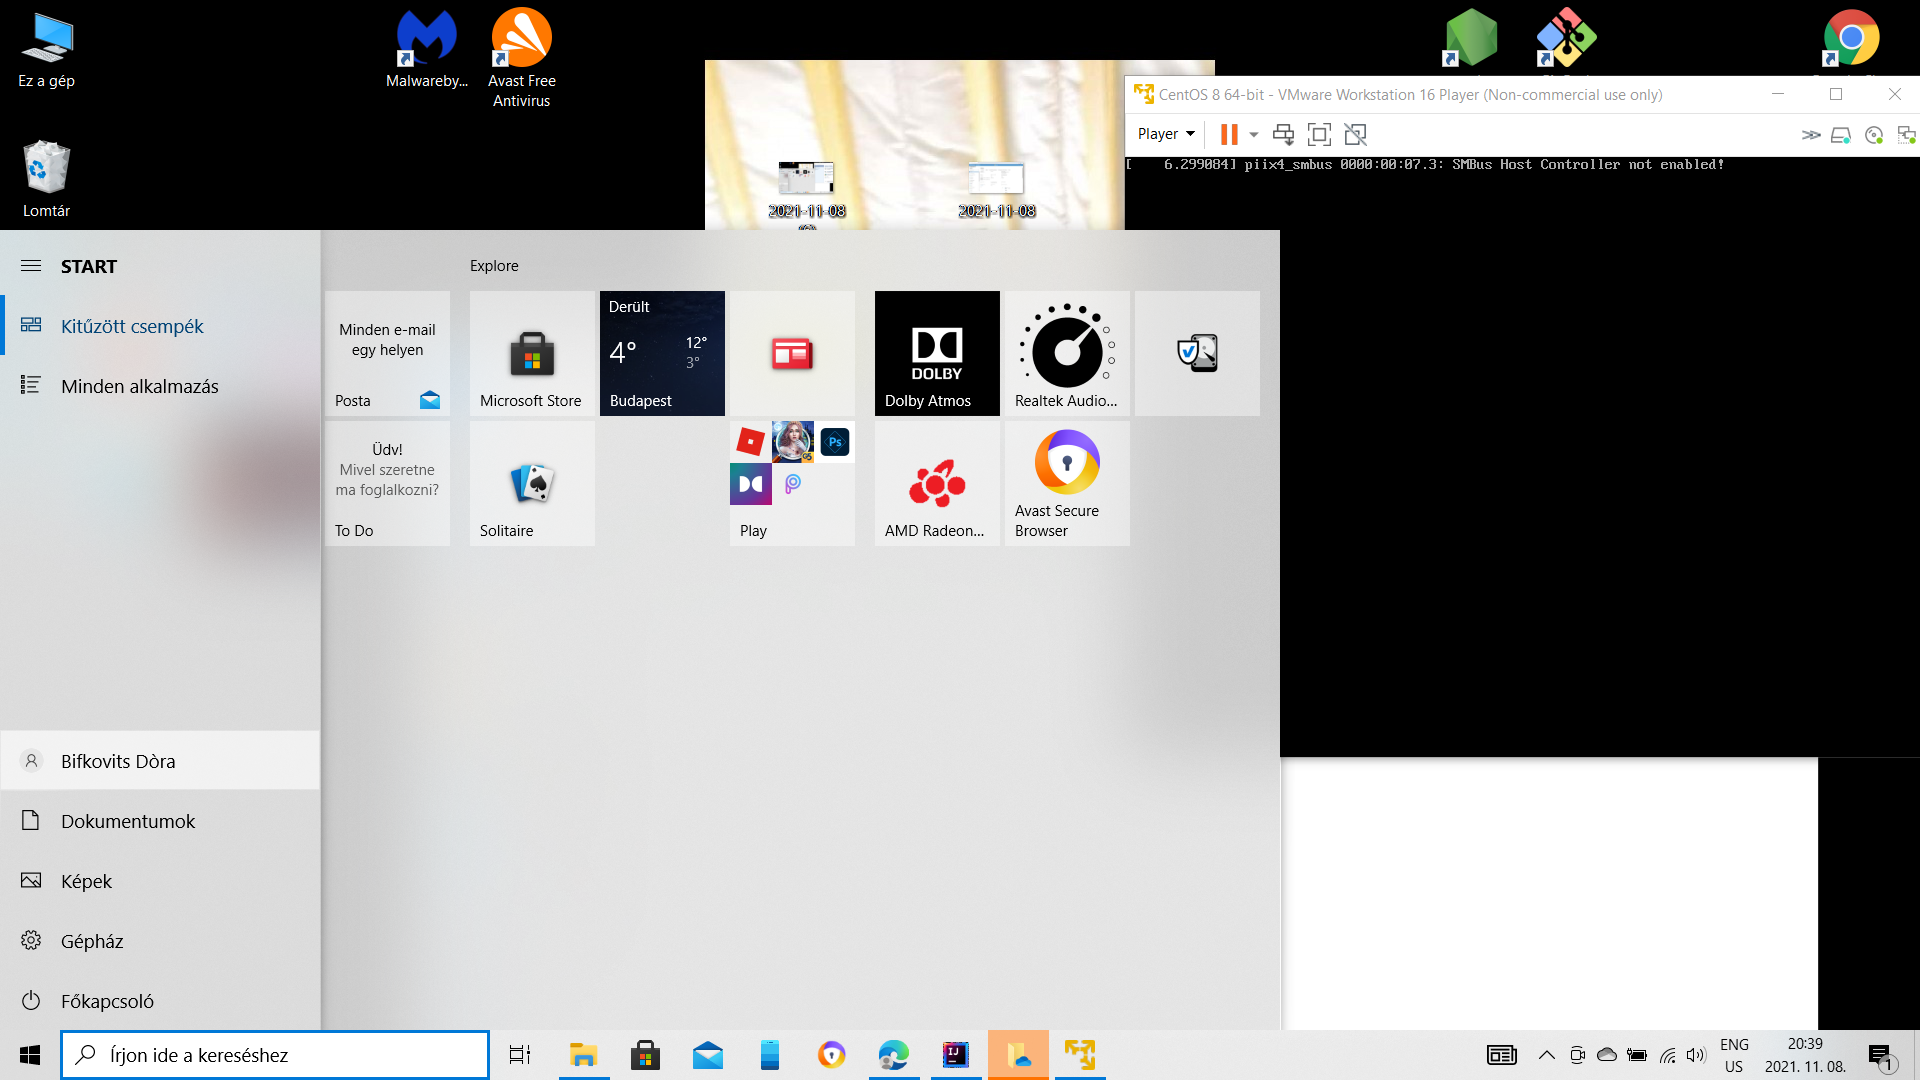 Ez a gép
Malwareby...
Avast Free
Antivirus
Lomtár
2021-11-08
2021-11-08
CentOS 8 64-bit - VMware Workstation 16 Player (Non-commercial use only)
Player
[    6.299084] piix4_smbus 0000:00:07.3: SMBus Host Controller not enabled!
START
Kitűzött csempék
Minden alkalmazás
Bifkovits Dòra
Dokumentumok
Képek
Gépház
Főkapcsoló
Explore
Minden e-mail
egy helyen
Posta
Microsoft Store
Derült
4°
12°
3°
Budapest
DOLBY
Dolby Atmos
Realtek Audio...
Üdv!
Mivel szeretne
ma foglalkozni?
To Do
Solitaire
Ps
Play
AMD Radeon...
Avast Secure
Browser
Írjon ide a kereséshez
IJ
ENG
US
20:39
2021. 11. 08.
1